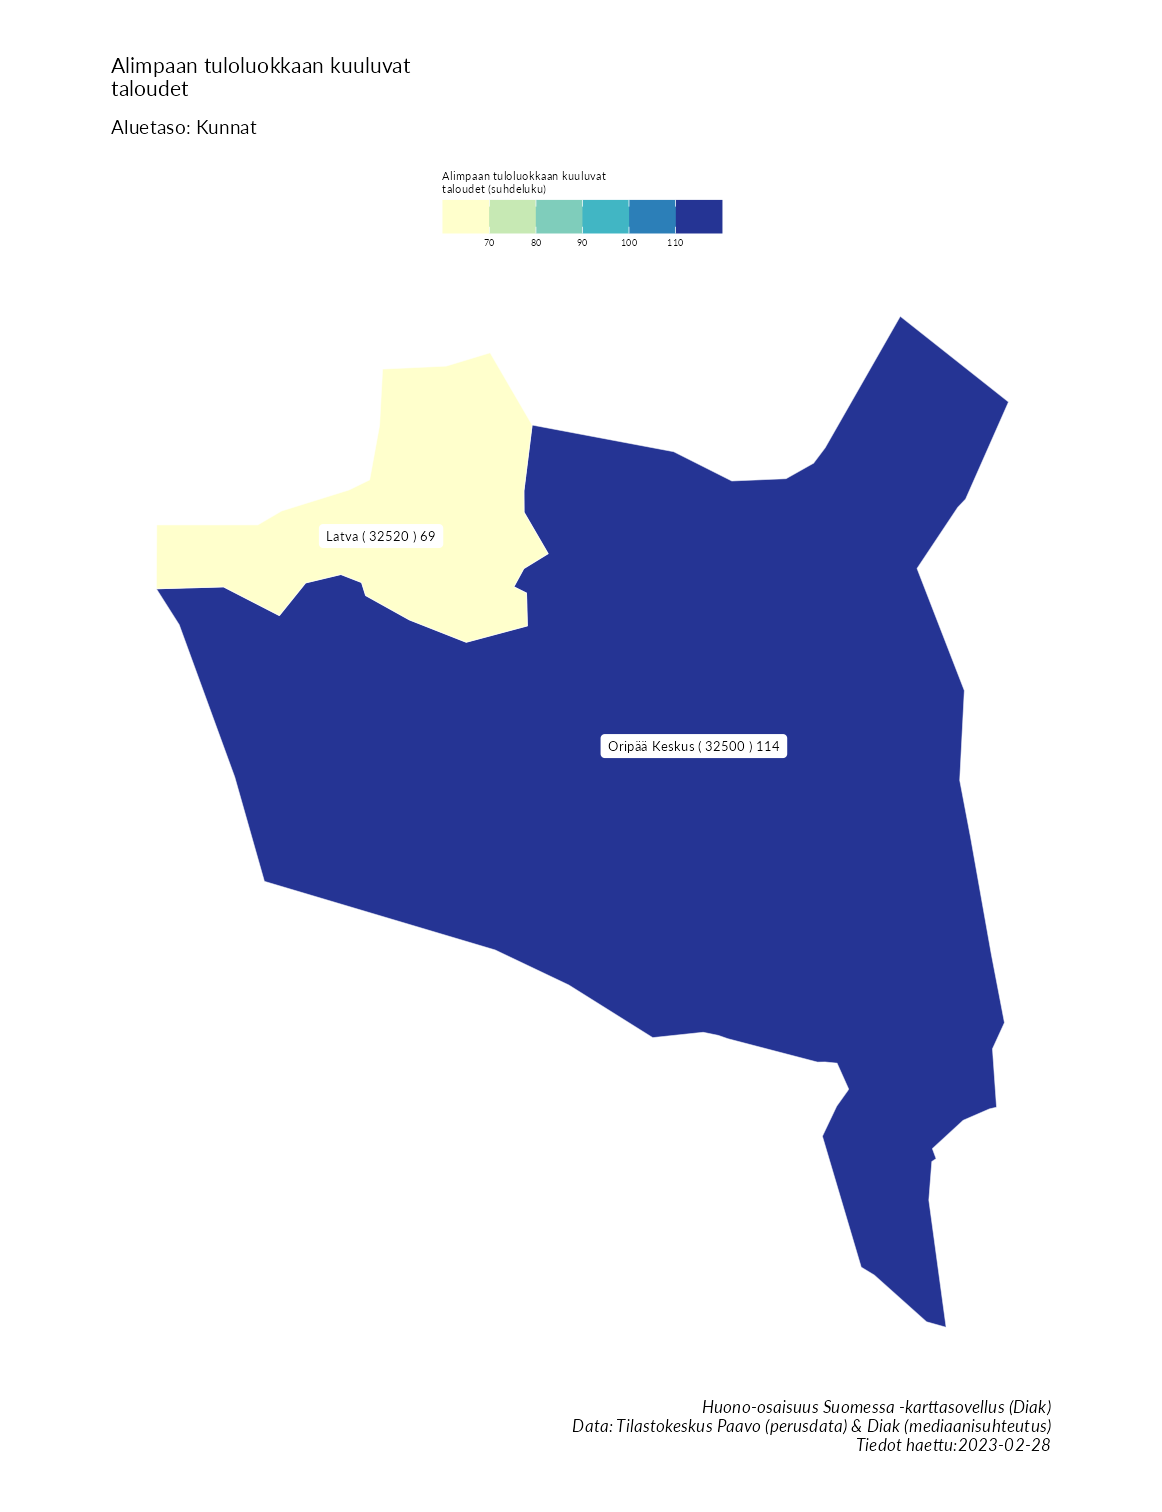 Alimpaan tuloluokkaan kuuluvat
taloudet
Aluetaso: Kunnat
Alimpaan tuloluokkaan kuuluvat
taloudet (suhdeluku)
70 80 90 100 110
Latva ( 32520 ) 69
Oripää Keskus ( 32500 ) 114
Huono-osaisuus Suomessa -karttasovellus (Diak)
Data: Tilastokeskus Paavo (perusdata) & Diak (mediaanisuhteutus)
Tiedot haettu:2023-02-28